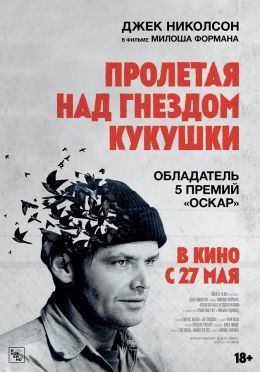 ДЖЕК НИКОЛСОН
В ФИЛЬМЕ МИЛОША ФОРМАНА
ПРОЛЕТАЯ
НАД ГНЕЗДОМ
КУКУШКИ
ОБЛАДАТЕЛЬ
5 ПРЕМИЙ
«ОСКАР»
В КИНО
С 27 МАЯ
18+